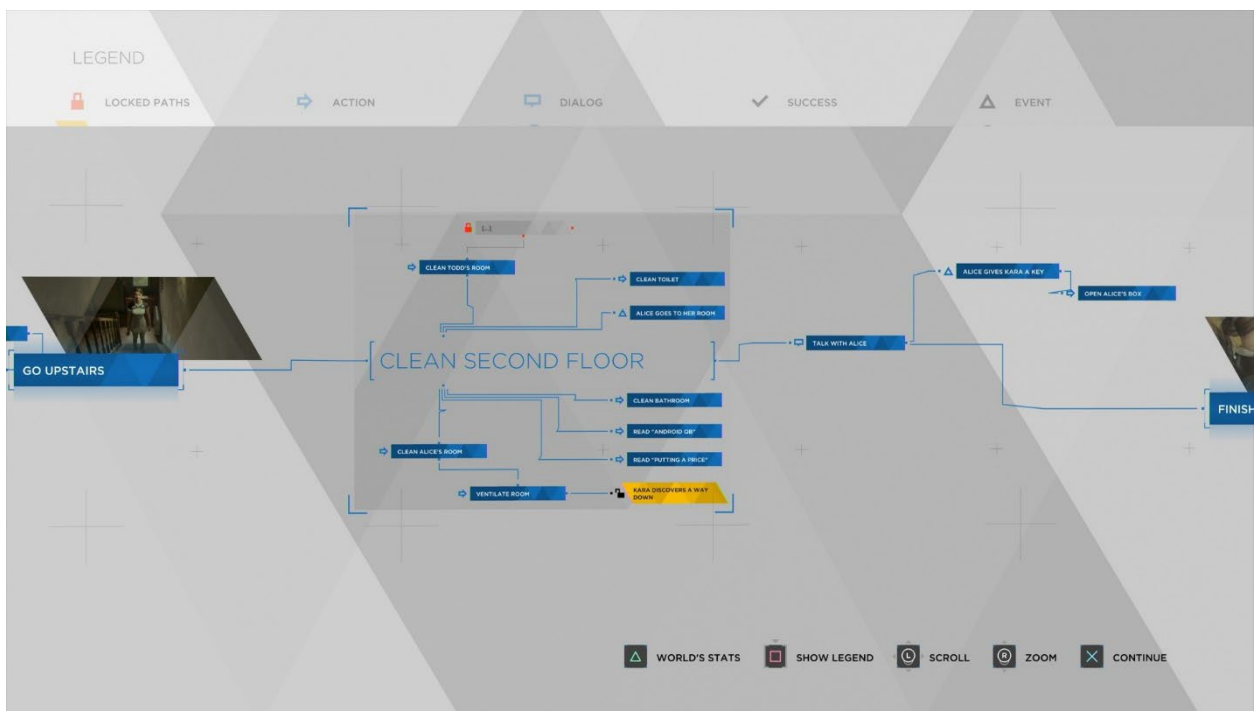 LEGEND
LOCKED PATHS
ACTION
DIALOG
SUCCESS
EVENT
[...]
CLEAN TODD'S ROOM
CLEAN TOILET
ALICE GOES TO HER ROOM
ALICE GIVES KARA A KEY
OPEN ALICE'S BOX
GO UPSTAIRS
CLEAN SECOND FLOOR
TALK WITH ALICE
FINISH
CLEAN BATHROOM
READ "ANDROID GB"
CLEAN ALICE'S ROOM
READ "PUTTING A PRICE"
VENTILATE ROOM
KARA DISCOVERS A WAY
DOWN
WORLD'S STATS
SHOW LEGEND
L
SCROLL
R
ZOOM
CONTINUE